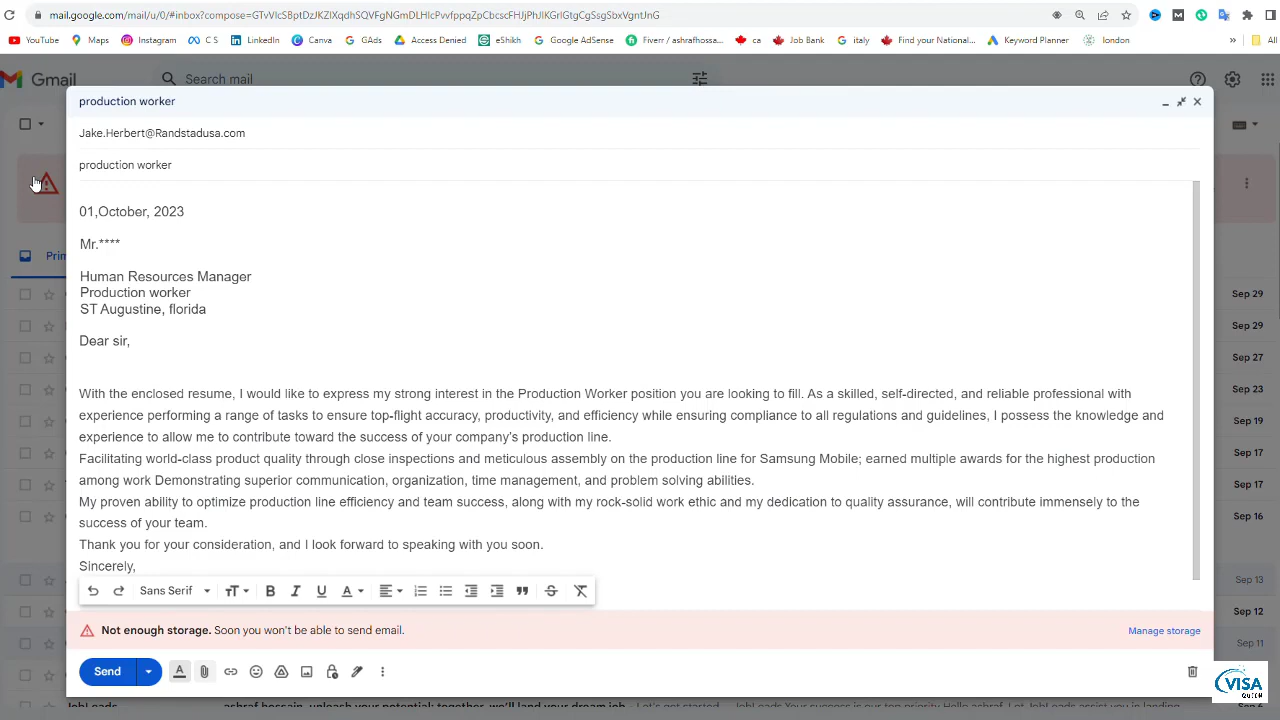 mail.google.com/mail/u/0/#inbox?compose=GTvVlcSBptDzJKZlXqdhSQVFgNGmDLHlcPvvfppqZpCbcscFHJjPhJlKGrlGtgCgSsgSbxVgntJnG
YouTube Maps Instagram C S LinkedIn Canva GAds Access Denied eShikh Google AdSense Fiverr / ashrafhossa... ca Job Bank italy Find your National... Keyword Planner london » All
Gmail Search mail
production worker
Jake.Herbert@Randstadusa.com
production worker
01,October, 2023
Mr.****
Prim
Human Resources Manager
Production worker
ST Augustine, florida
Dear sir,
With the enclosed resume, I would like to express my strong interest in the Production Worker position you are looking to fill. As a skilled, self-directed, and reliable professional with
experience performing a range of tasks to ensure top-flight accuracy, productivity, and efficiency while ensuring compliance to all regulations and guidelines, I possess the knowledge and
experience to allow me to contribute toward the success of your company's production line.
Facilitating world-class product quality through close inspections and meticulous assembly on the production line for Samsung Mobile; earned multiple awards for the highest production
among work Demonstrating superior communication, organization, time management, and problem solving abilities.
My proven ability to optimize production line efficiency and team success, along with my rock-solid work ethic and my dedication to quality assurance, will contribute immensely to the
success of your team.
Thank you for your consideration, and I look forward to speaking with you soon.
Sincerely,
Sans Serif
Not enough storage. Soon you won't be able to send email. Manage storage
Send
Sep 29
Sep 29
Sep 27
Sep 23
Sep 19
Sep 17
Sep 17
Sep 16
Sep 13
Sep 12
Sep 11
VISA
QUICK